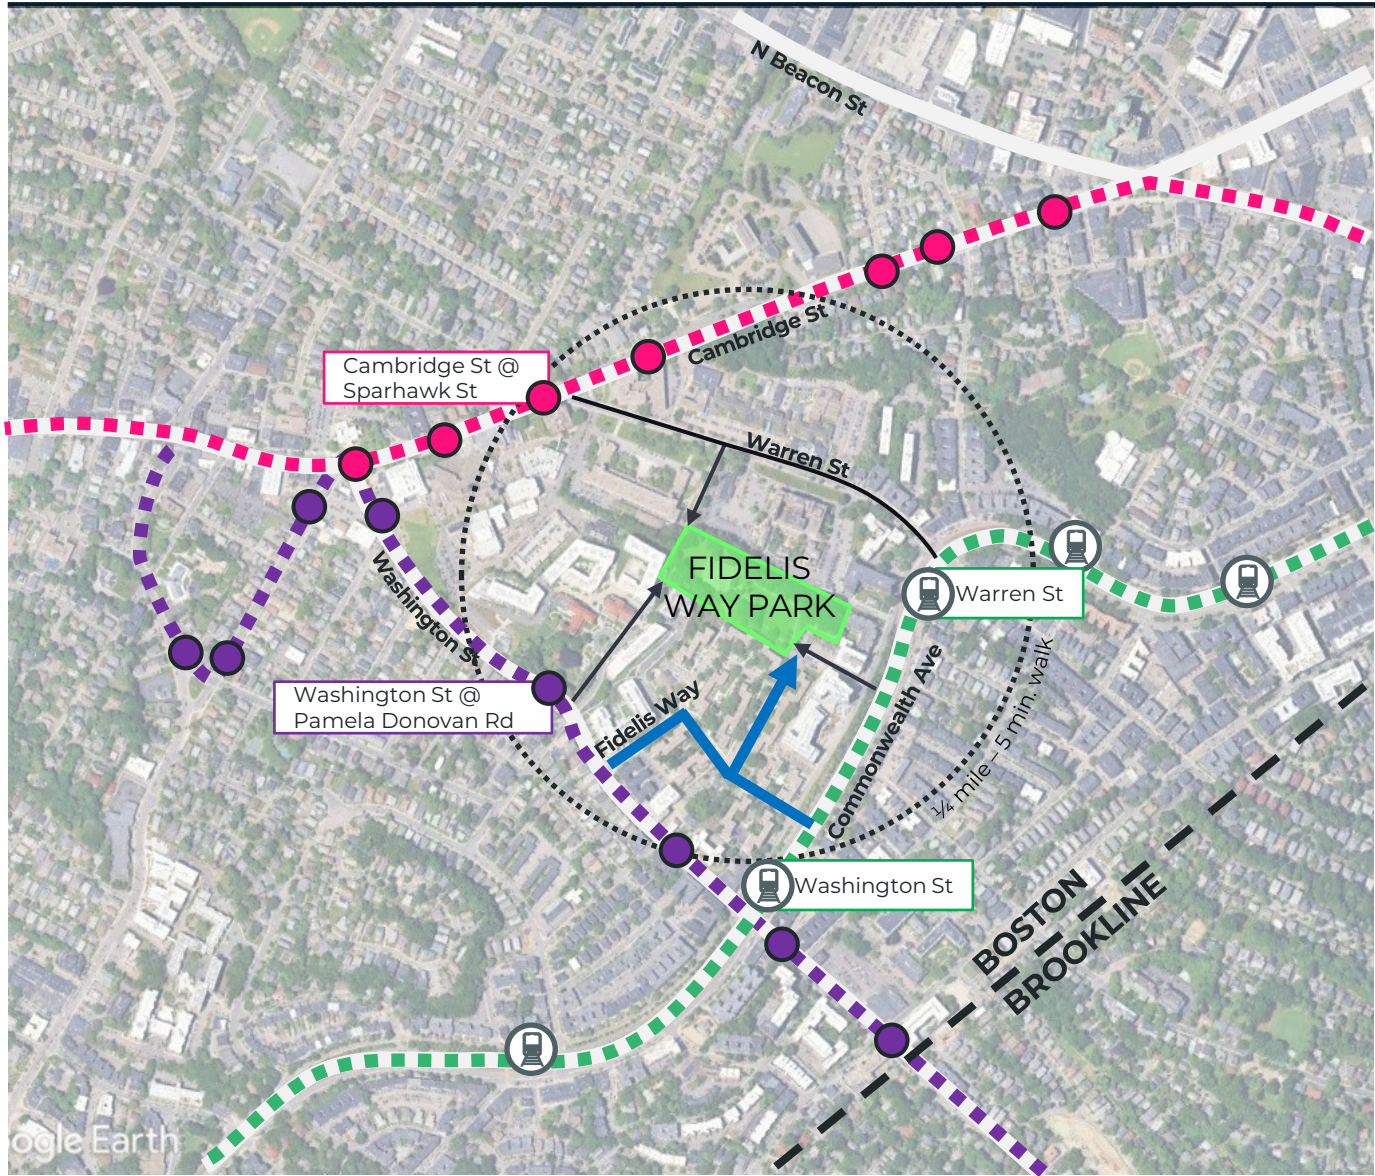 N Beacon St
Cambridge St @
Sparhawk St
Cambridge St
Warren St
FIDELIS
WAY PARK
Warren St
Washington St
Washington St @
Pamela Donovan Rd
Fidelis Way
Commonwealth Ave
¼ mile – 5 min. walk
Washington St
BOSTON
BROOKLINE
ogle Earth